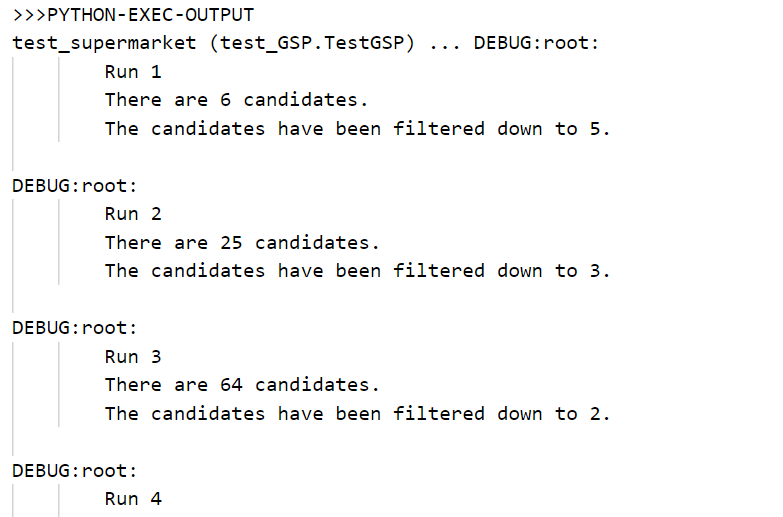 >>>PYTHON-EXEC-OUTPUT
test_supermarket (test_GSP.TestGSP) ... DEBUG:root:
Run 1
There are 6 candidates.
The candidates have been filtered down to 5.
DEBUG:root:
Run 2
There are 25 candidates.
The candidates have been filtered down to 3.
DEBUG:root:
Run 3
There are 64 candidates.
The candidates have been filtered down to 2.
DEBUG:root:
Run 4